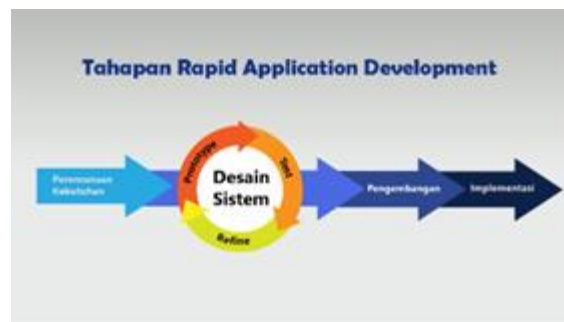 Tahapan Rapid Application Development
Perencanaan
Kebutuhan
Prototype
Test
Refine
Desain
Sistem
Pengembangan
Implementasi